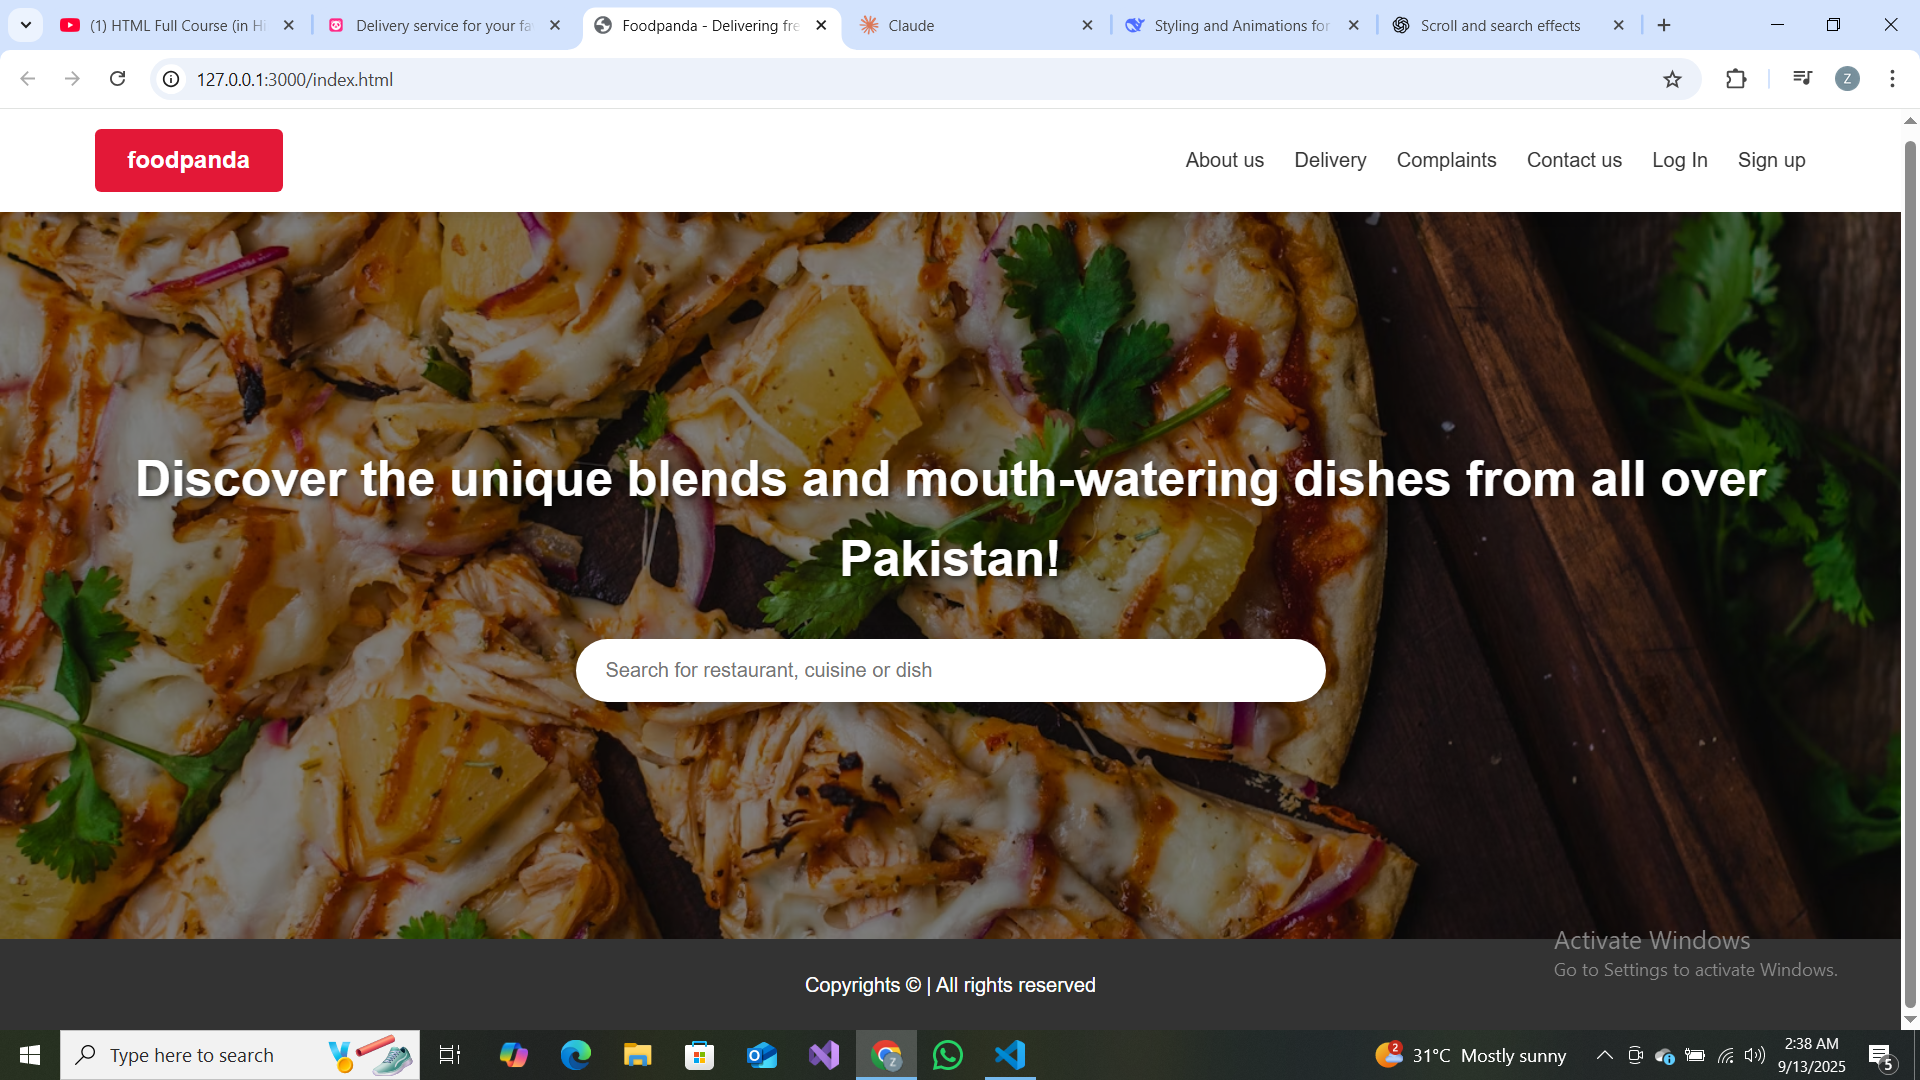 (1) HTML Full Course (in Hi
Delivery service for your fa
Foodpanda - Delivering fre
Claude
Styling and Animations for
Scroll and search effects
127.0.0.1:3000/index.html
Z
foodpanda
About us
Delivery
Complaints
Contact us
Log In
Sign up
Discover the unique blends and mouth-watering dishes from all over
Pakistan!
Search for restaurant, cuisine or dish
Activate Windows
Go to Settings to activate Windows.
Copyrights © | All rights reserved
Type here to search
Z
2
31°C Mostly sunny
2:38 AM
9/13/2025
5